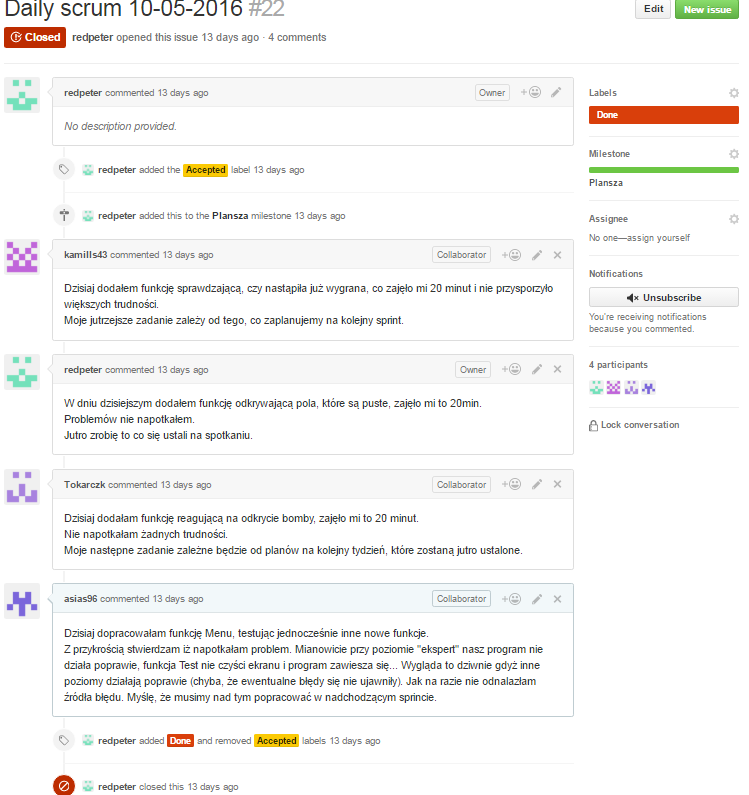 Daily scrum 10-05-2016 #22
Edit
New issue
Closed
redpeter opened this issue 13 days ago · 4 comments
redpeter commented 13 days ago
Owner
No description provided.
redpeter added the Accepted label 13 days ago
redpeter added this to the Plansza milestone 13 days ago
kamills43 commented 13 days ago
Collaborator
Dzisiaj dodałem funkcję sprawdzającą, czy nastąpiła już wygrana, co zajęło mi 20 minut i nie przysporzyło
większych trudności.
Moje jutrzejsze zadanie zależy od tego, co zaplanujemy na kolejny sprint.
redpeter commented 13 days ago
Owner
W dniu dzisiejszym dodałem funkcję odkrywającą pola, które są puste, zajęło mi to 20min.
Problemów nie napotkałem.
Jutro zrobię to co się ustali na spotkaniu.
Tokarczk commented 13 days ago
Collaborator
Dzisiaj dodałam funkcję reagującą na odkrycie bomby, zajęło mi to 20 minut.
Nie napotkałam żadnych trudności.
Moje następne zadanie zależne będzie od planów na kolejny tydzień, które zostaną jutro ustalone.
asias96 commented 13 days ago
Collaborator
Dzisiaj dopracowałam funkcję Menu, testując jednocześnie inne nowe funkcje.
Z przykrością stwierdzam iż napotkałam problem. Mianowicie przy poziomie "ekspert" nasz program nie
działa poprawie, funkcja Test nie czyści ekranu i program zawiesza się... Wygląda to dziwnie gdyż inne
poziomy działają poprawie (chyba, że ewentualne błędy się nie ujawniły). Jak na razie nie odnalazłam
źródła błędu. Myślę, że musimy nad tym popracować w nadchodzącym sprincie.
redpeter added Done and removed Accepted labels 13 days ago
redpeter closed this 13 days ago
Labels
Done
Milestone
Plansza
Assignee
No one—assign yourself
Notifications
Unsubscribe
You're receiving notifications
because you commented.
4 participants
Lock conversation